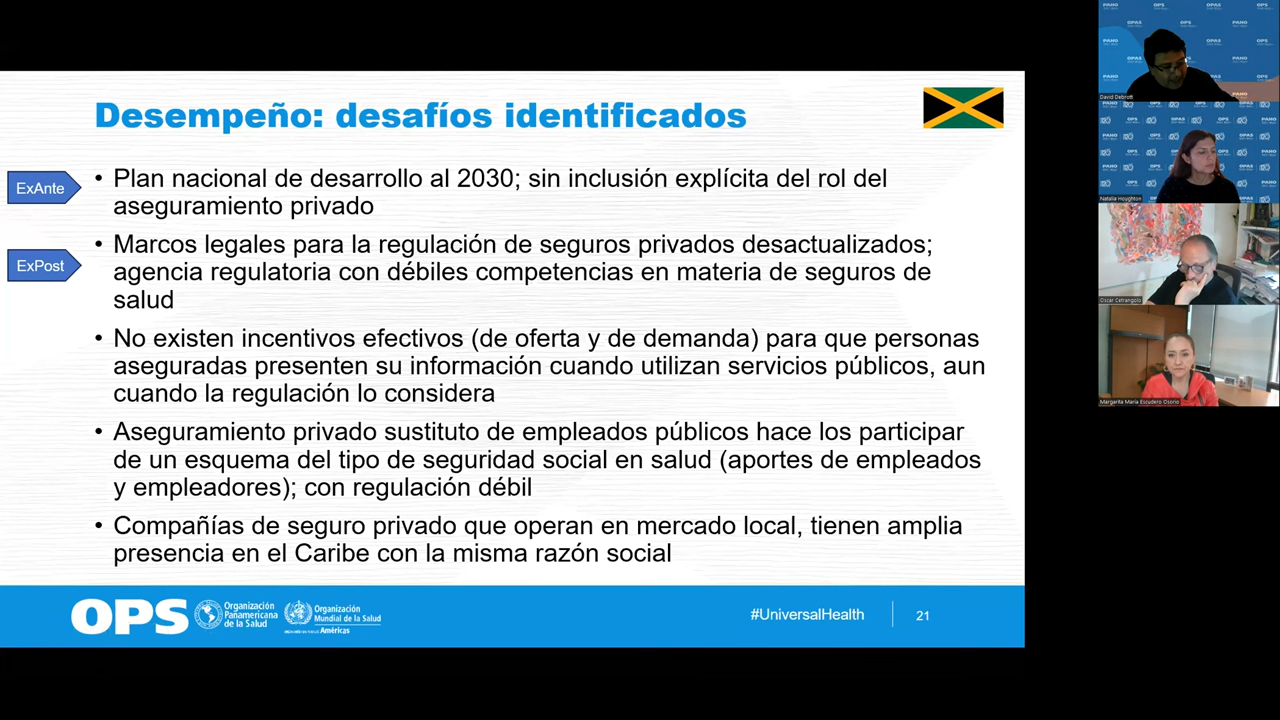 Desempeño: desafíos identificados
ExAnte
• Plan nacional de desarrollo al 2030; sin inclusión explícita del rol del
aseguramiento privado
ExPost
• Marcos legales para la regulación de seguros privados desactualizados;
agencia regulatoria con débiles competencias en materia de seguros de
salud
• No existen incentivos efectivos (de oferta y de demanda) para que personas
aseguradas presenten su información cuando utilizan servicios públicos, aun
cuando la regulación lo considera
• Aseguramiento privado sustituto de empleados públicos hace los participar
de un esquema del tipo de seguridad social en salud (aportes de empleados
y empleadores); con regulación débil
• Compañías de seguro privado que operan en mercado local, tienen amplia
presencia en el Caribe con la misma razón social
OPS
Organización
Panamericana
de la Salud
Organización
Mundial de la Salud
Américas
#UniversalHealth
21
David Debrott
Natalia Houghton
Oscar Cetrangolo
Margarita María Escudero Osorio